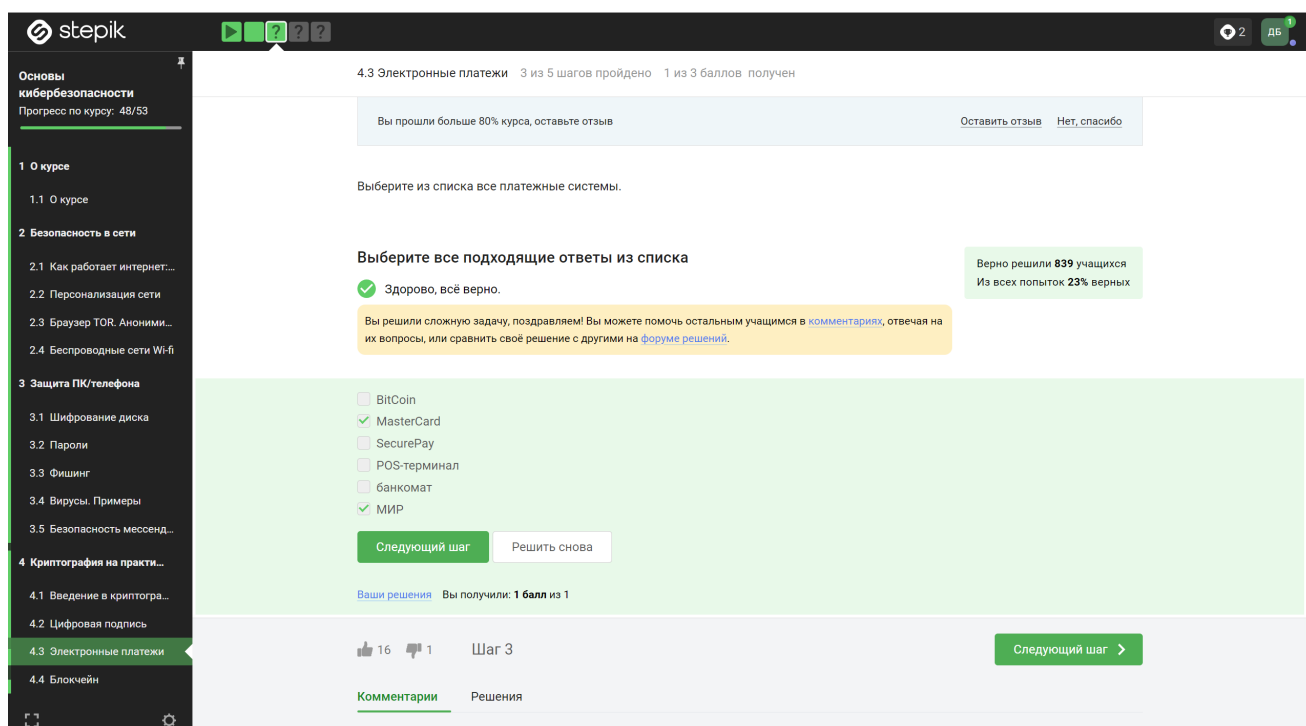 stepik
? ? ?
2
ДБ
1
Основы
кибербезопасности
Прогресс по курсу: 48/53
1 О курсе
1.1 О курсе
2 Безопасность в сети
2.1 Как работает интернет:...
2.2 Персонализация сети
2.3 Браузер TOR. Аноними...
2.4 Беспроводные сети Wi-fi
3 Защита ПК/телефона
3.1 Шифрование диска
3.2 Пароли
3.3 Фишинг
3.4 Вирусы. Примеры
3.5 Безопасность мессенд...
4 Криптография на практи...
4.1 Введение в криптогра...
4.2 Цифровая подпись
4.3 Электронные платежи
4.4 Блокчейн
4.3 Электронные платежи 3 из 5 шагов пройдено 1 из 3 баллов получен
Вы прошли больше 80% курса, оставьте отзыв Оставить отзыв Нет, спасибо
Выберите из списка все платежные системы.
Выберите все подходящие ответы из списка
Верно решили 839 учащихся
Из всех попыток 23% верных
Здорово, всё верно.
Вы решили сложную задачу, поздравляем! Вы можете помочь остальным учащимся в комментариях, отвечая на
их вопросы, или сравнить своё решение с другими на форуме решений.
BitCoin
MasterCard
SecurePay
POS-терминал
банкомат
МИР
Следующий шаг Решить снова
Ваши решения Вы получили: 1 балл из 1
16 1 Шаг 3 Следующий шаг
Комментарии Решения